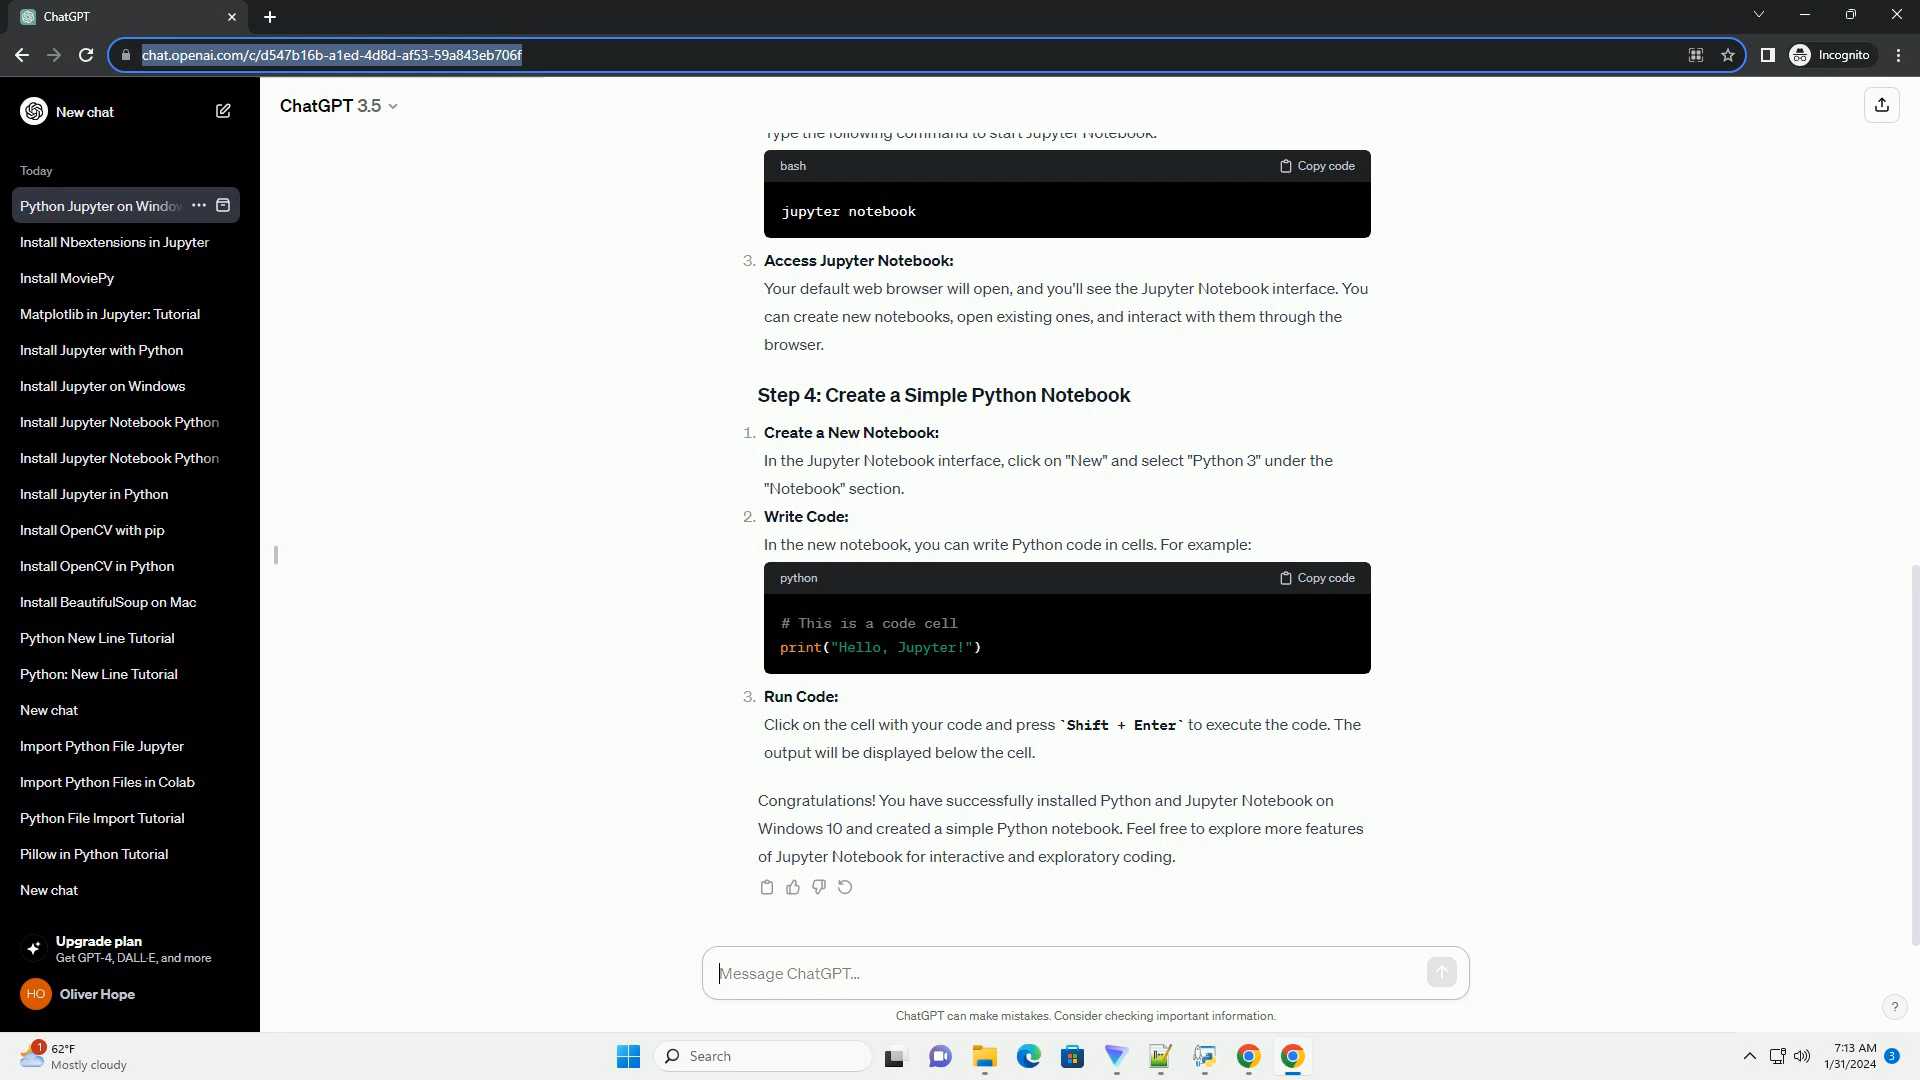 ChatGPT
chat.openai.com/c/d547b16b-a1ed-4d8d-af53-59a843eb706f
Incognito
New chat
Today
Python Jupyter on Window
Install Nbextensions in Jupyter
Install MoviePy
Matplotlib in Jupyter: Tutorial
Install Jupyter with Python
Install Jupyter on Windows
Install Jupyter Notebook Python
Install Jupyter Notebook Python
Install Jupyter in Python
Install OpenCV with pip
Install OpenCV in Python
Install BeautifulSoup on Mac
Python New Line Tutorial
Python: New Line Tutorial
New chat
Import Python File Jupyter
Import Python Files in Colab
Python File Import Tutorial
Pillow in Python Tutorial
New chat
Upgrade plan
Get GPT-4, DALL·E, and more
HO
Oliver Hope
ChatGPT 3.5
Type the following command to start Jupyter Notebook:
bash
Copy code
jupyter notebook
3. Access Jupyter Notebook:
Your default web browser will open, and you'll see the Jupyter Notebook interface. You
can create new notebooks, open existing ones, and interact with them through the
browser.
Step 4: Create a Simple Python Notebook
1. Create a New Notebook:
In the Jupyter Notebook interface, click on "New" and select "Python 3" under the
"Notebook" section.
2. Write Code:
In the new notebook, you can write Python code in cells. For example:
python
Copy code
# This is a code cell
print("Hello, Jupyter!")
3. Run Code:
Click on the cell with your code and press `Shift + Enter` to execute the code. The
output will be displayed below the cell.
Congratulations! You have successfully installed Python and Jupyter Notebook on
Windows 10 and created a simple Python notebook. Feel free to explore more features
of Jupyter Notebook for interactive and exploratory coding.
Message ChatGPT...
ChatGPT can make mistakes. Consider checking important information.
?
1
62°F
Mostly cloudy
Search
7:13 AM
1/31/2024
3